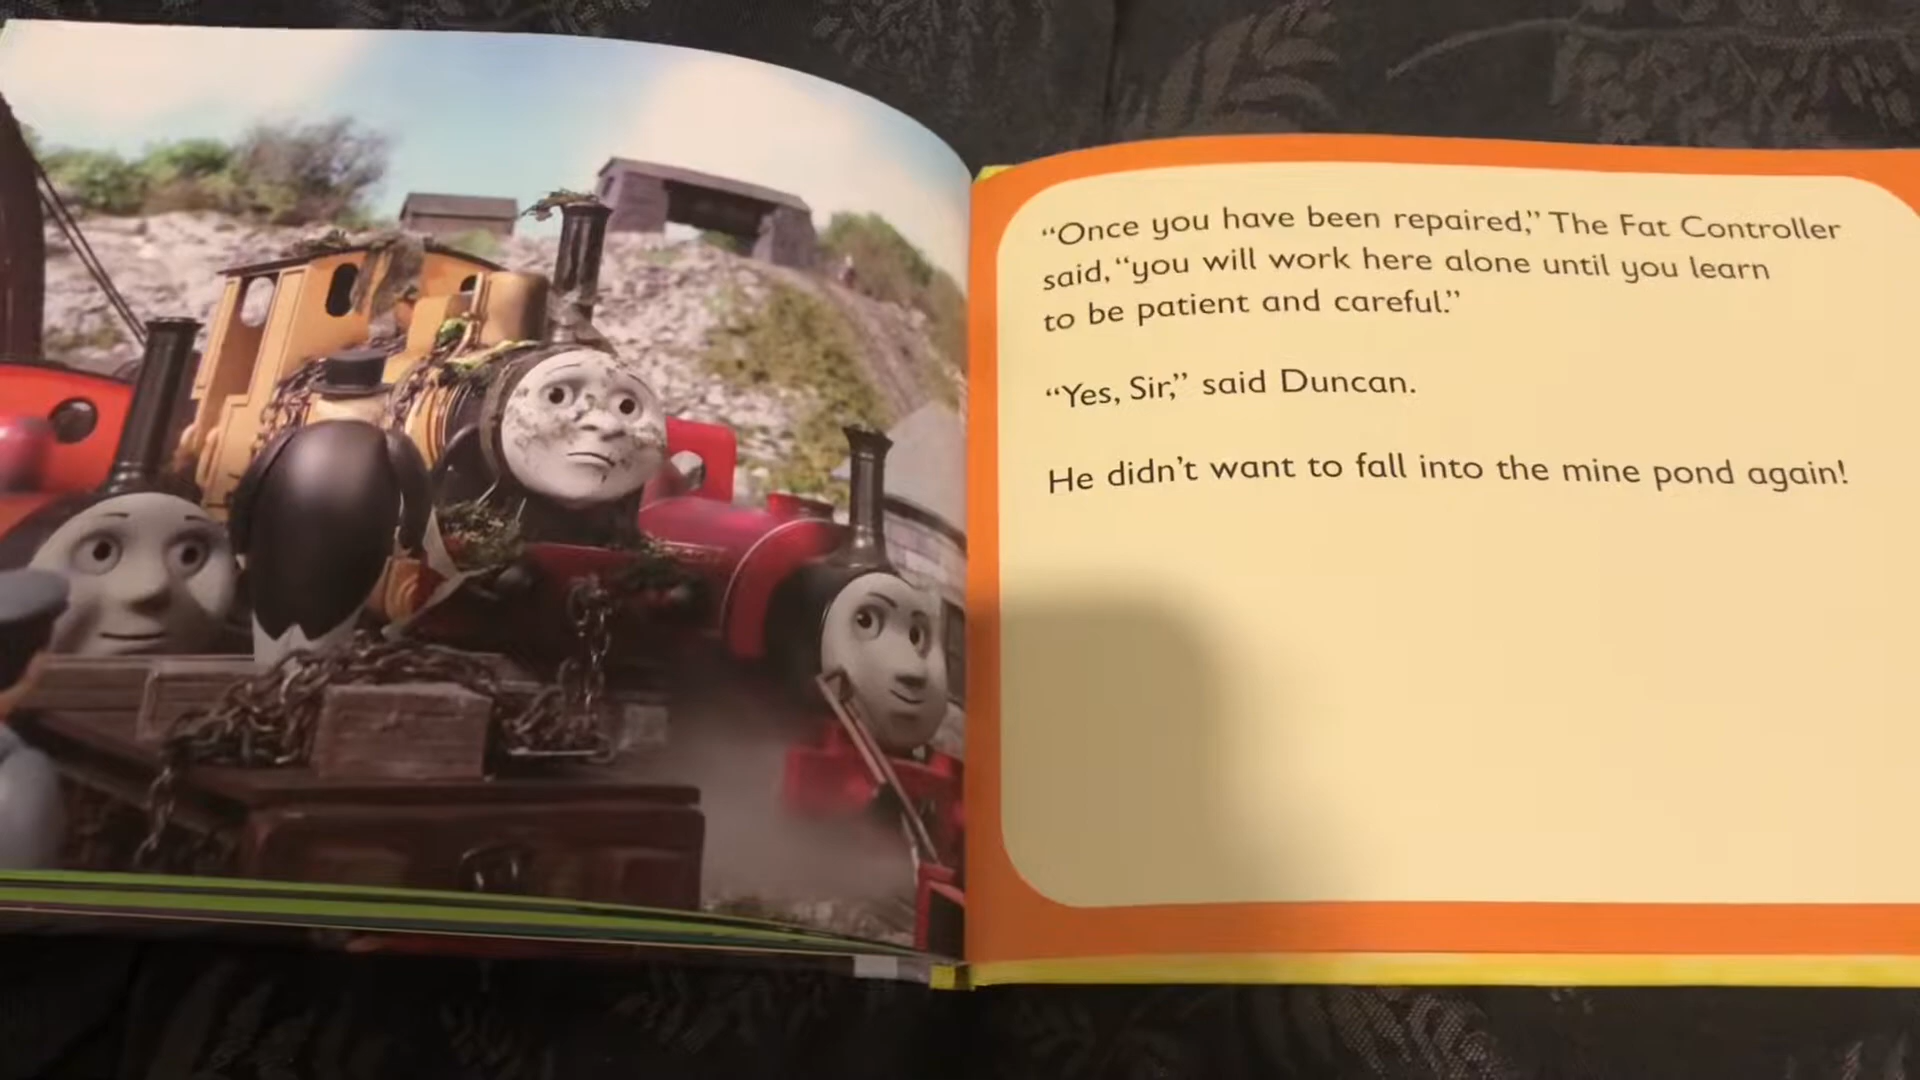 “Once you have been repaired,” The Fat Controller
said, “you will work here alone until you learn
to be patient and careful.”
“Yes, Sir,” said Duncan.
He didn’t want to fall into the mine pond again!